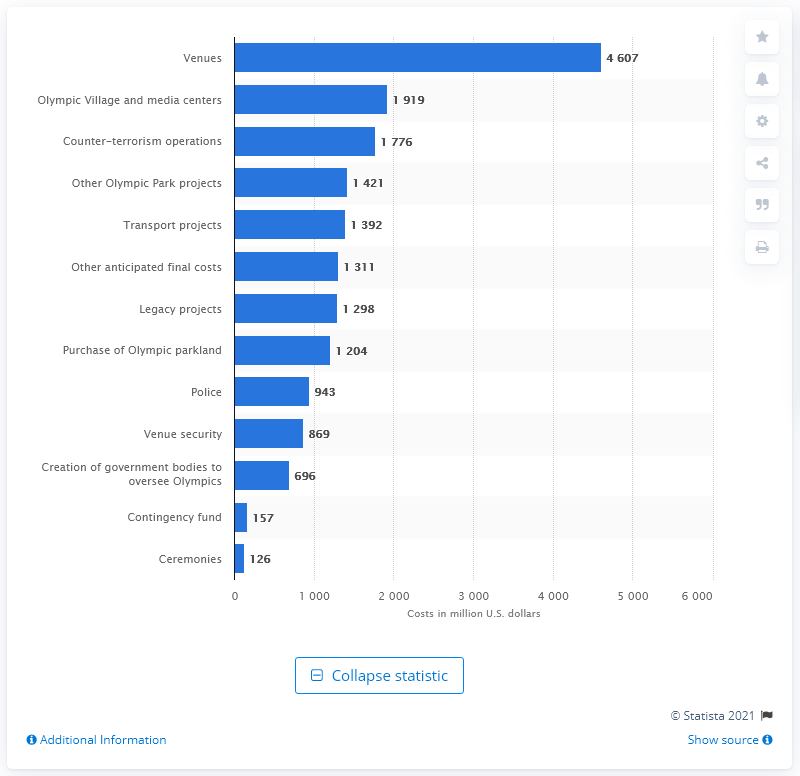 Venues 4 607
Olympic Village and media centers 1 919
Counter-terrorism operations 1 776
Other Olympic Park projects 1 421
Transport projects 1 392
Other anticipated final costs 1 311
Legacy projects 1 298
Purchase of Olympic parkland 1 204
Police 943
Venue security 869
Creation of government bodies to
oversee Olympics 696
Contingency fund 157
Ceremonies 126
0 1 000 2 000 3 000 4 000 5 000 6 000
Costs in million U.S. dollars
Collapse statistic
© Statista 2021
Additional Information Show source